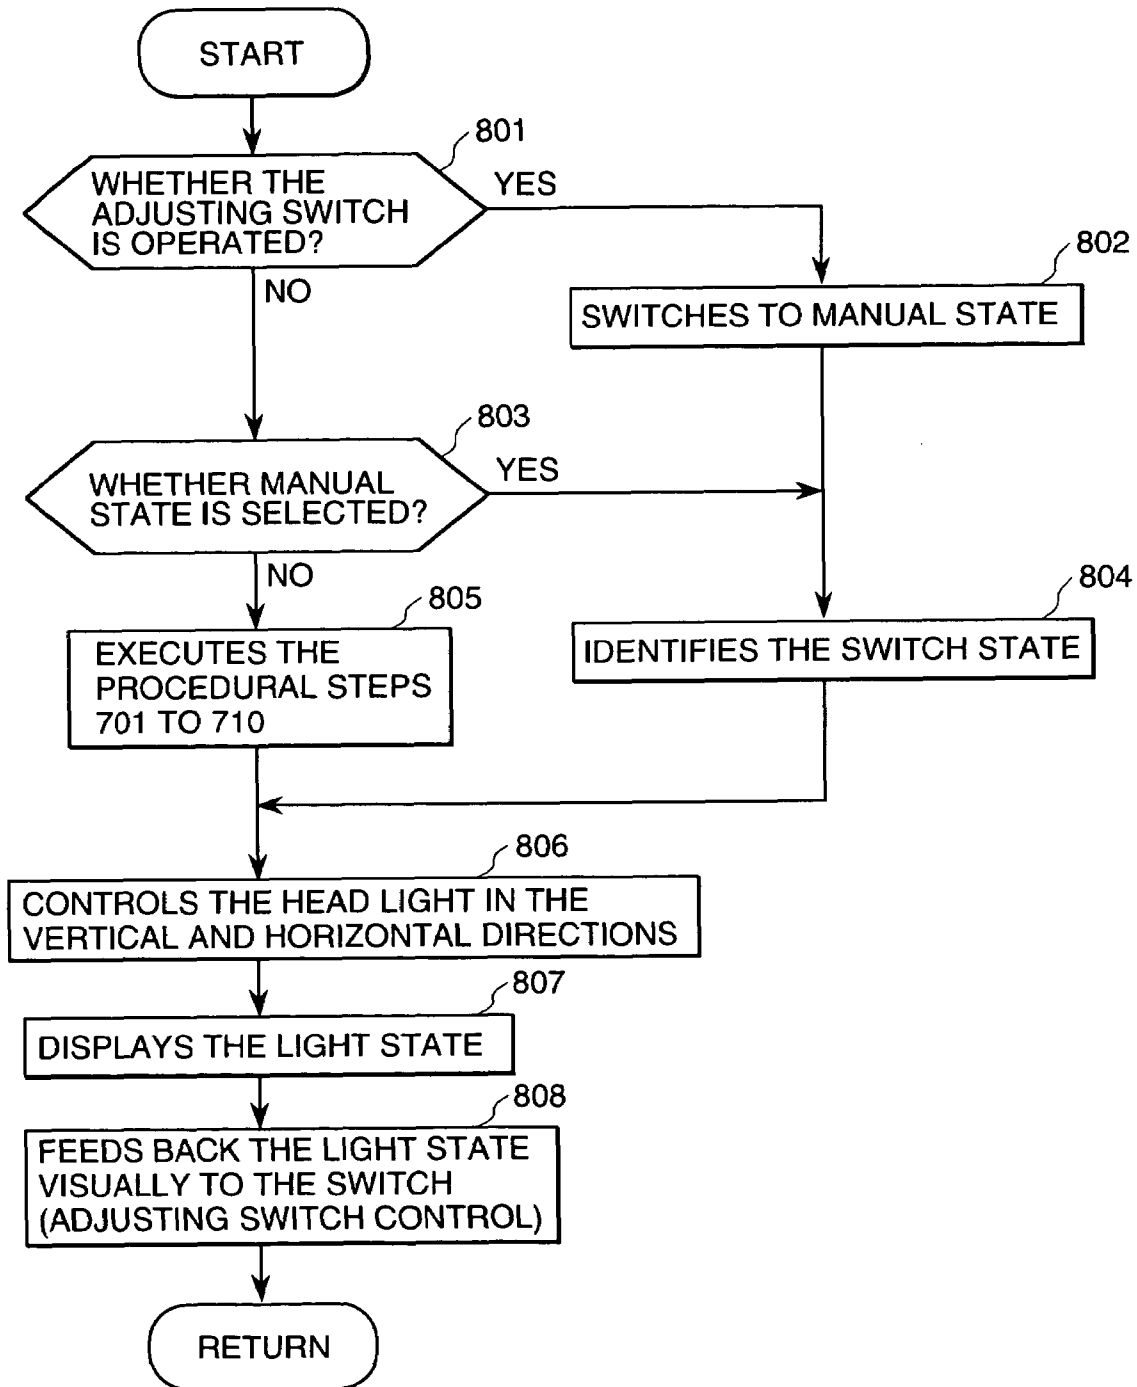 START
801
WHETHER THE
ADJUSTING SWITCH
IS OPERATED?
YES
NO
802
SWITCHES TO MANUAL STATE
803
WHETHER MANUAL
STATE IS SELECTED?
YES
NO
804
IDENTIFIES THE SWITCH STATE
805
EXECUTES THE
PROCEDURAL STEPS
701 TO 710
806
CONTROLS THE HEAD LIGHT IN THE
VERTICAL AND HORIZONTAL DIRECTIONS
807
DISPLAYS THE LIGHT STATE
808
FEEDS BACK THE LIGHT STATE
VISUALLY TO THE SWITCH
(ADJUSTING SWITCH CONTROL)
RETURN